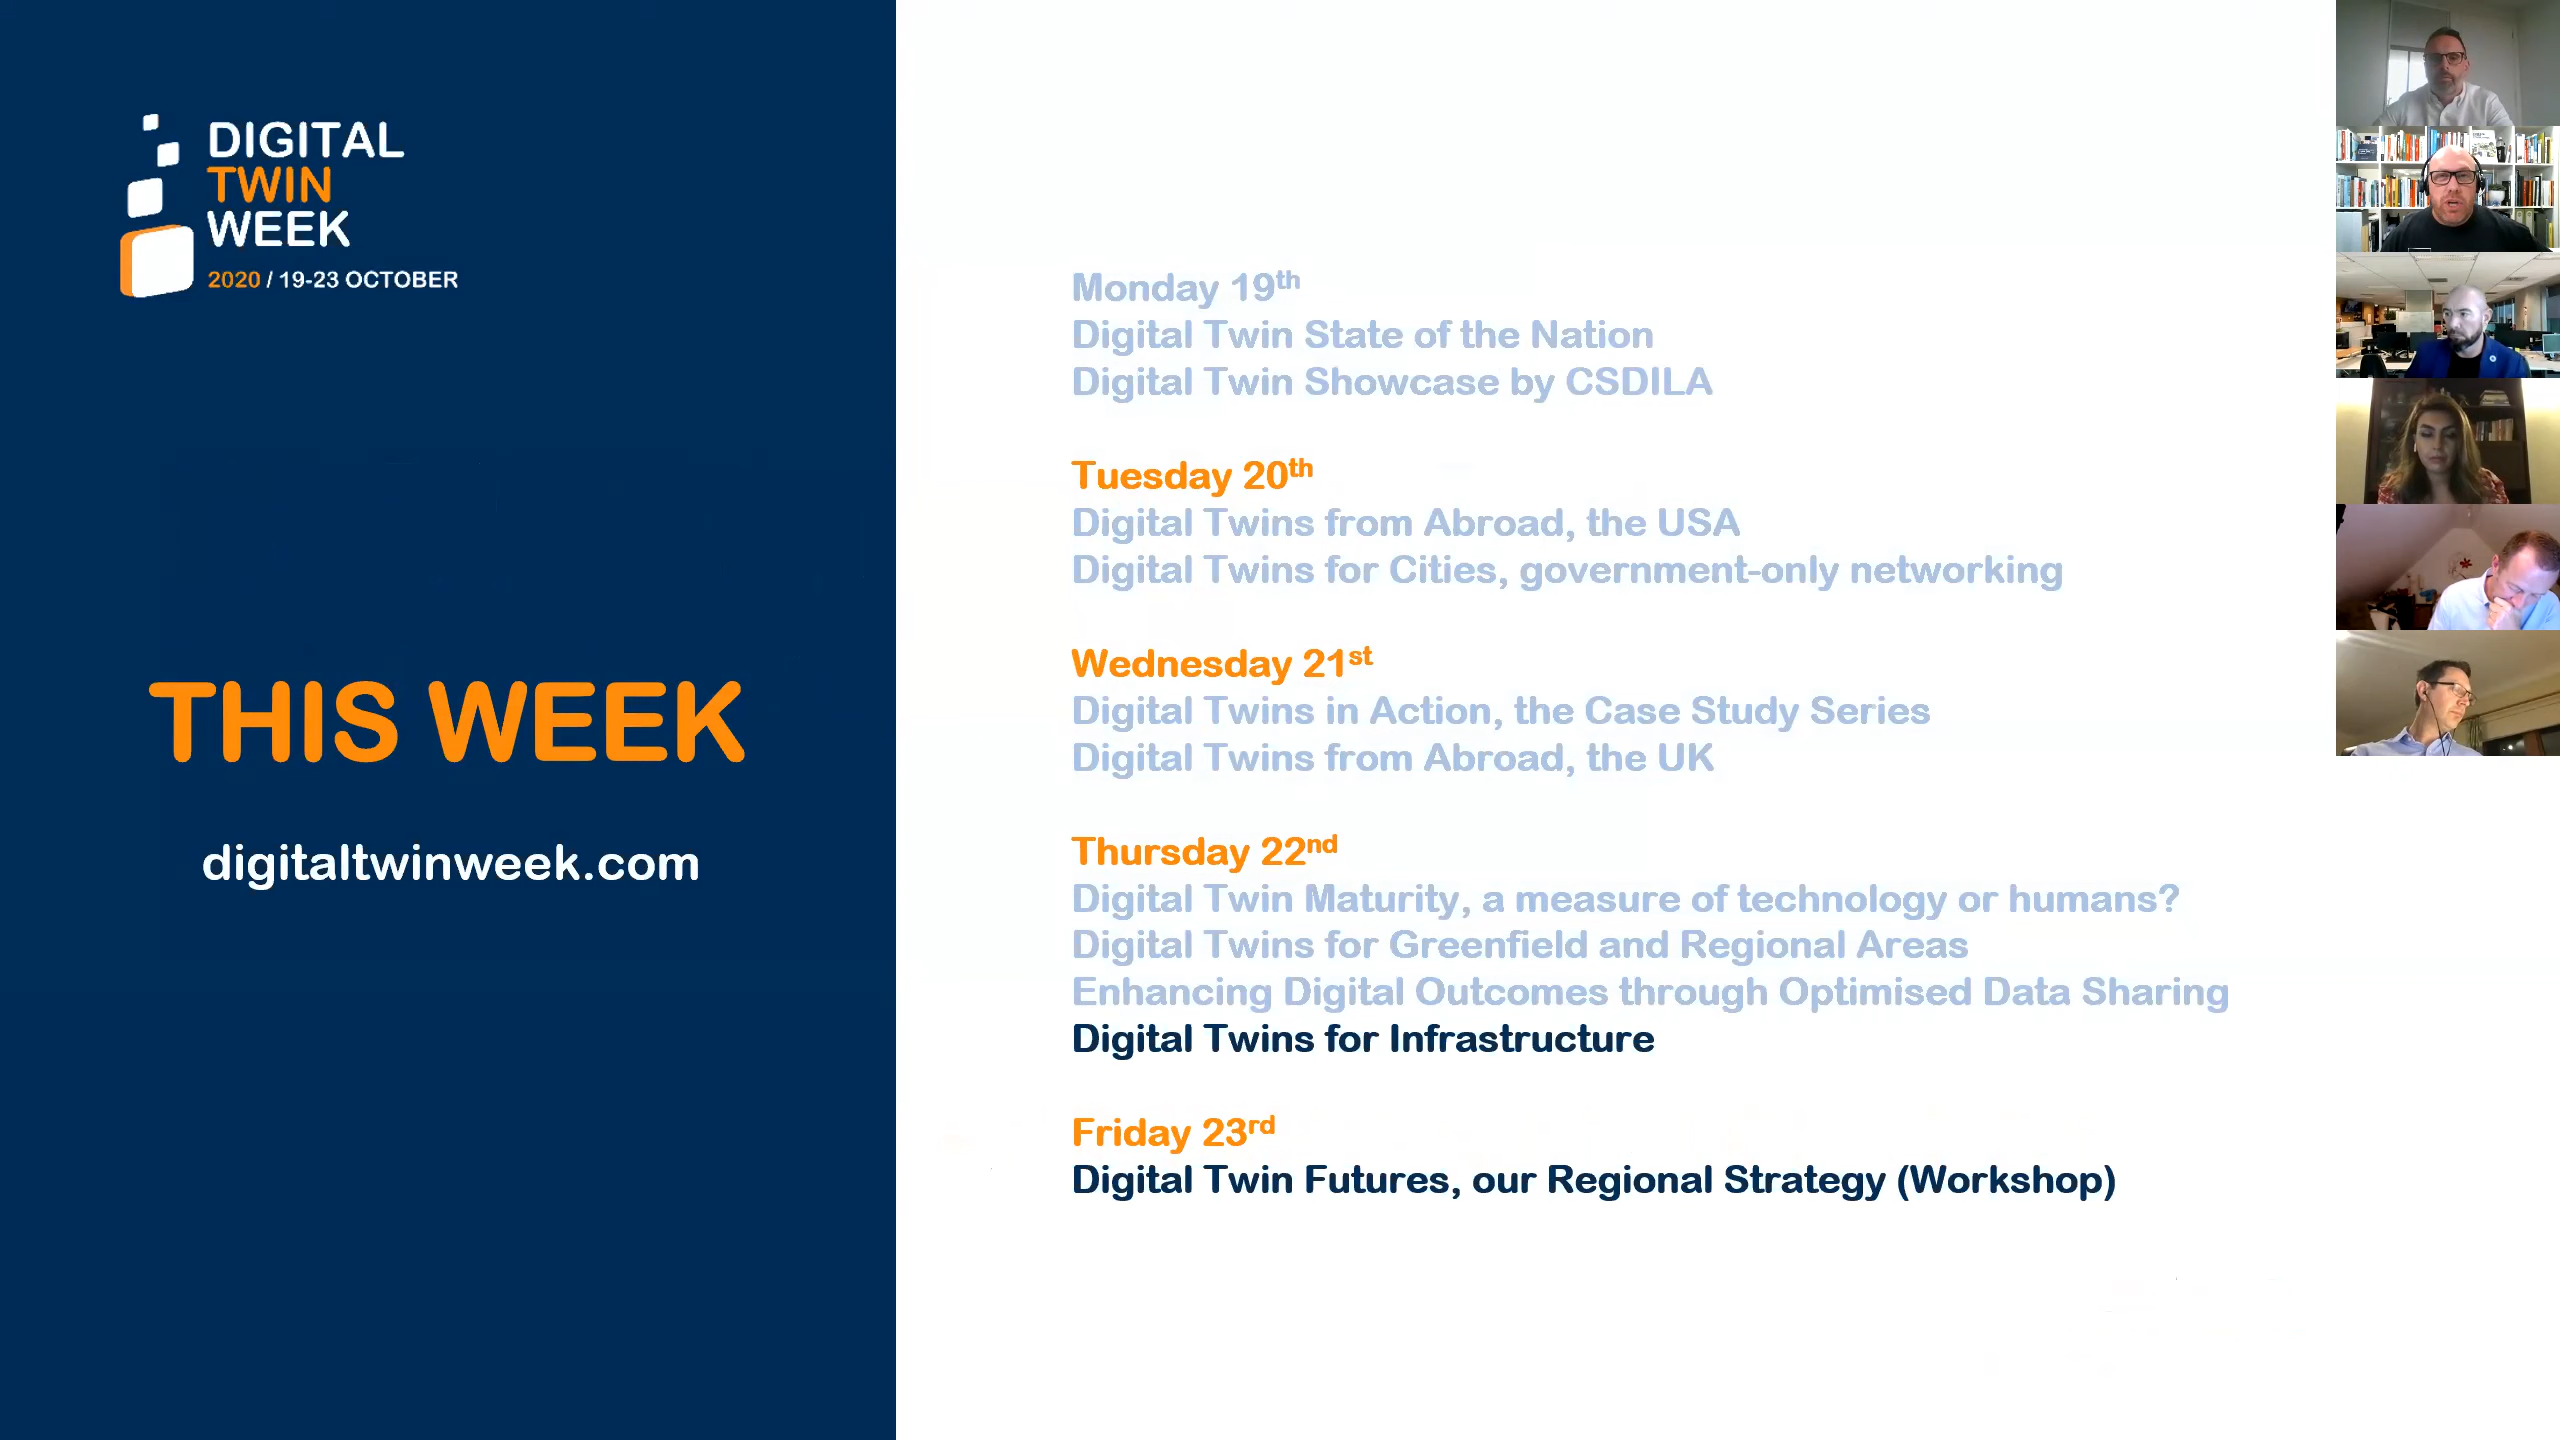 DIGITAL
TWIN
WEEK
2020 / 19-23 OCTOBER
THIS WEEK
digitaltwinweek.com
Monday 19th
Digital Twin State of the Nation
Digital Twin Showcase by CSDILA
Tuesday 20th
Digital Twins from Abroad, the USA
Digital Twins for Cities, government-only networking
Wednesday 21st
Digital Twins in Action, the Case Study Series
Digital Twins from Abroad, the UK
Thursday 22nd
Digital Twin Maturity, a measure of technology or humans?
Digital Twins for Greenfield and Regional Areas
Enhancing Digital Outcomes through Optimised Data Sharing
Digital Twins for Infrastructure
Friday 23rd
Digital Twin Futures, our Regional Strategy (Workshop)